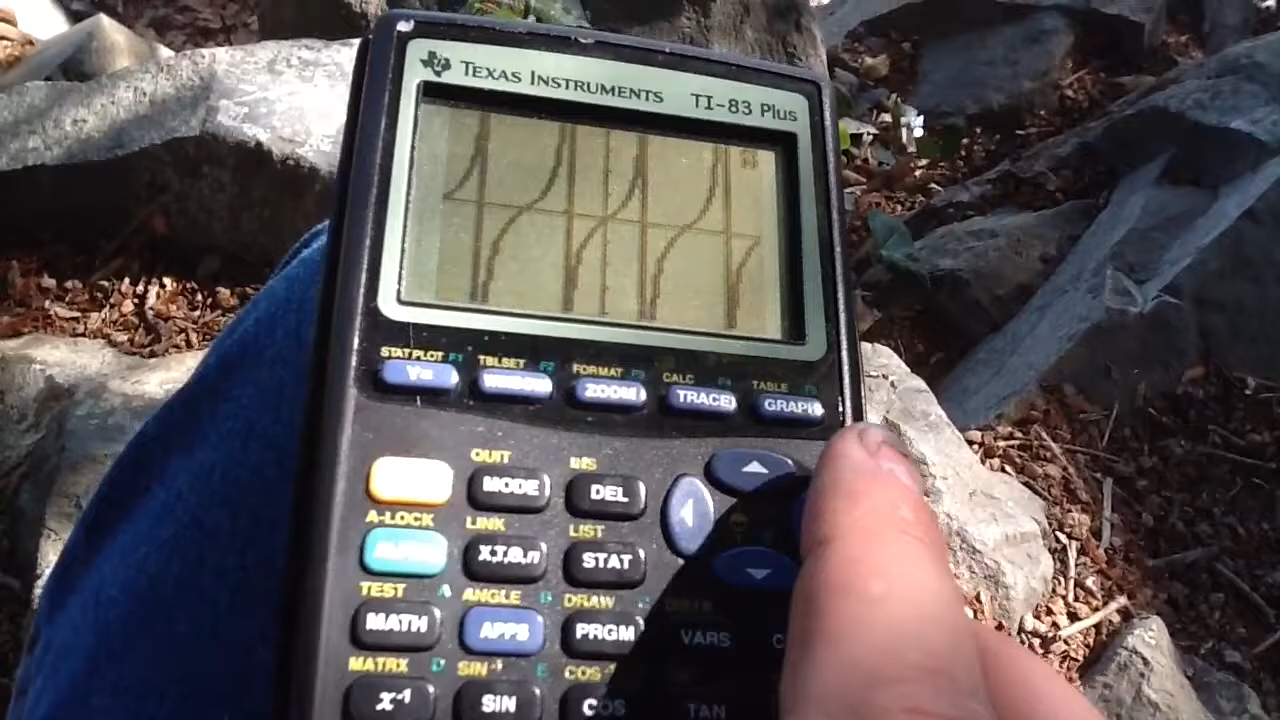 TEXAS INSTRUMENTS TI-83 Plus
STAT PLOT F1 TBLSET F2 FORMAT F3 CALC F4 TABLE F5
Y= WINDOW ZOOM TRACE GRAPH
QUIT INS
MODE DEL
A-LOCK LINK LIST
ALPHA X,T,Θ,n STAT
TEST A ANGLE B DRAW C
MATH APPS PRGM VARS C
MATRX D SIN⁻¹ E COS⁻¹
x⁻¹ SIN COS TAN